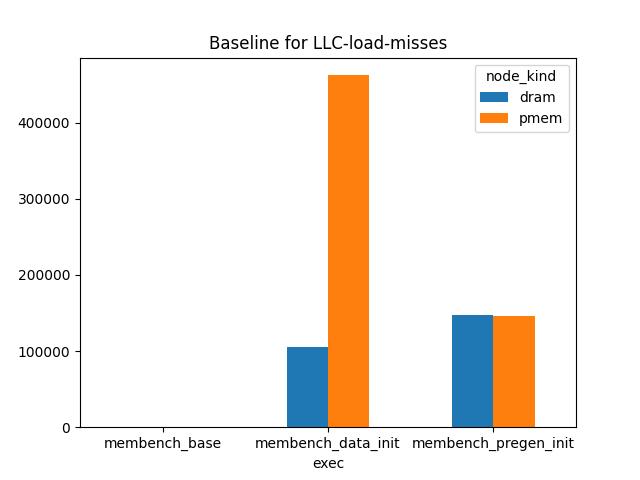 Baseline for LLC-load-misses
node_kind
dram
pmem
400000
300000
200000
100000
0
membench_base membench_data_init membench_pregen_init
exec